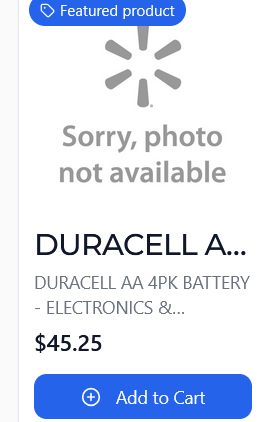 Featured product
Sorry, photo
not available
DURACELL A...
DURACELL AA 4PK BATTERY
- ELECTRONICS &...
$45.25
Add to Cart